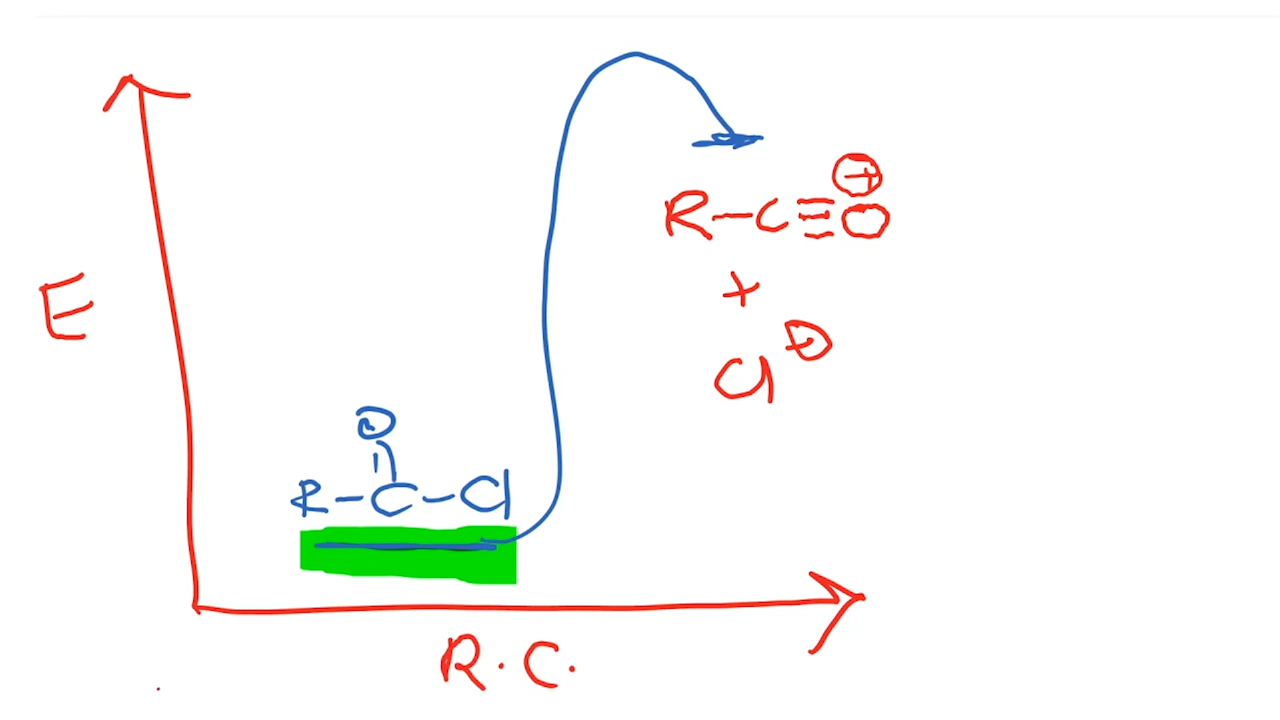 E
O
||
R-C-Cl
⊕
R-C≡O
+
Cl⊖
R.C.